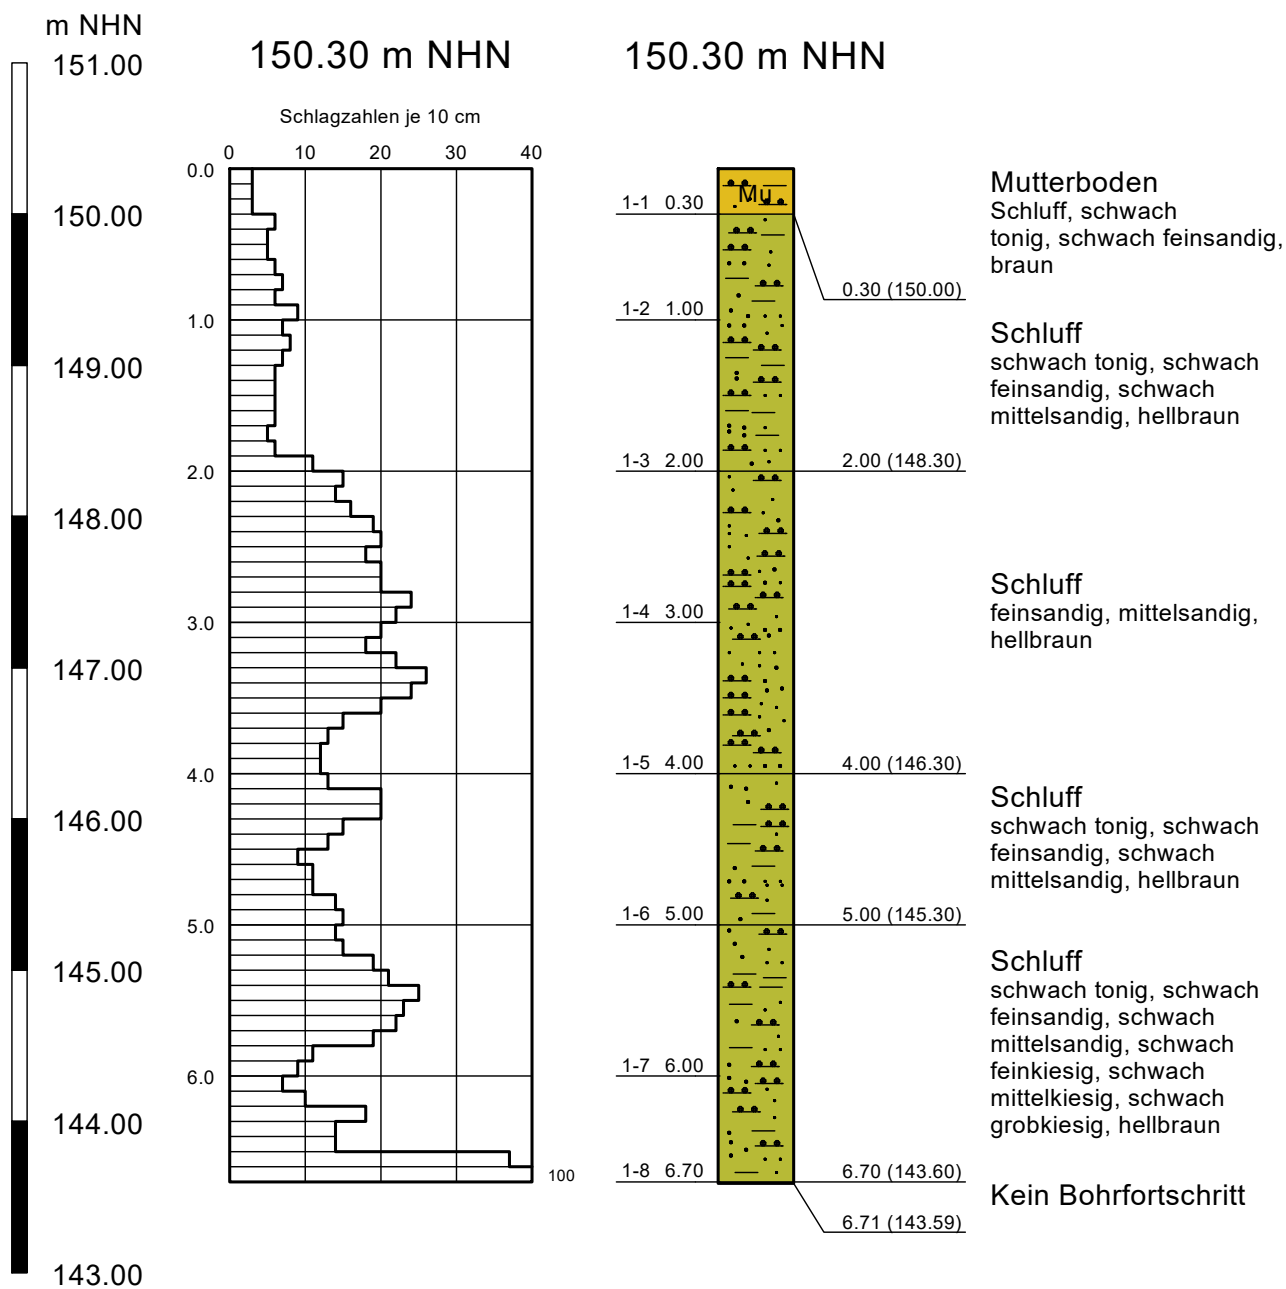 m NHN
151.00
150.00
149.00
148.00
147.00
146.00
145.00
144.00
143.00
150.30 m NHN
Schlagzahlen je 10 cm
0 10 20 30 40
0.0
1.0
2.0
3.0
4.0
5.0
6.0
100
150.30 m NHN
Mu
1-1 0.30
1-2 1.00
1-3 2.00
1-4 3.00
1-5 4.00
1-6 5.00
1-7 6.00
1-8 6.70
0.30 (150.00)
2.00 (148.30)
4.00 (146.30)
5.00 (145.30)
6.70 (143.60)
6.71 (143.59)
Mutterboden
Schluff, schwach
tonig, schwach feinsandig,
braun
Schluff
schwach tonig, schwach
feinsandig, schwach
mittelsandig, hellbraun
Schluff
feinsandig, mittelsandig,
hellbraun
Schluff
schwach tonig, schwach
feinsandig, schwach
mittelsandig, hellbraun
Schluff
schwach tonig, schwach
feinsandig, schwach
mittelsandig, schwach
feinkiesig, schwach
mittelkiesig, schwach
grobkiesig, hellbraun
Kein Bohrfortschritt